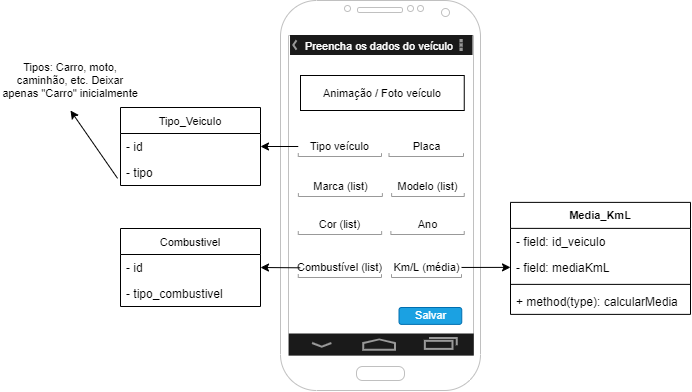 Preencha os dados do veículo
Tipos: Carro, moto,
caminhão, etc. Deixar
apenas "Carro" inicialmente
Animação / Foto veículo
Tipo_Veiculo
- id
- tipo
Tipo veículo
Placa
Marca (list)
Modelo (list)
Cor (list)
Ano
Combustível (list)
Km/L (média)
Combustivel
- id
- tipo_combustivel
Media_KmL
- field: id_veiculo
- field: mediaKmL
+ method(type): calcularMedia
Salvar